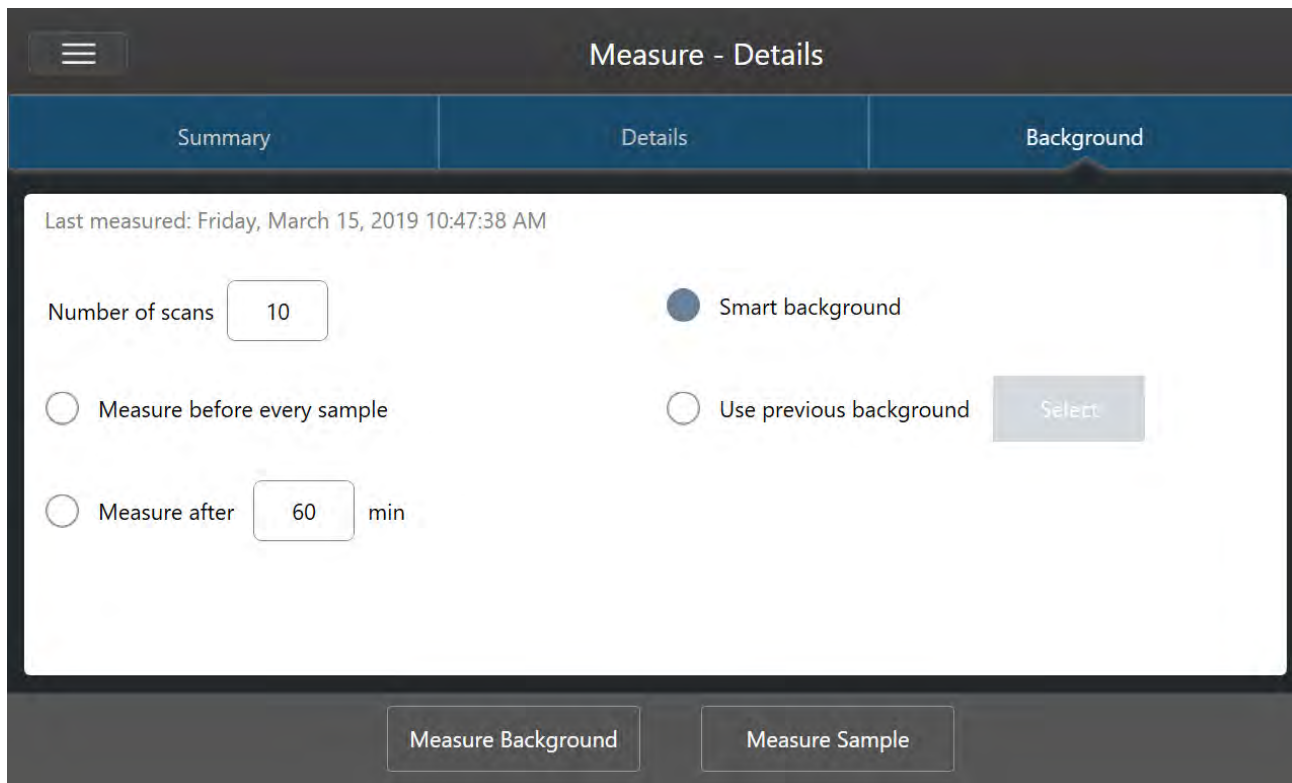 Measure - Details
Summary Details Background
Last measured: Friday, March 15, 2019 10:47:38 AM
Number of scans 10 Smart background
Measure before every sample Use previous background Select
Measure after 60 min
Measure Background Measure Sample